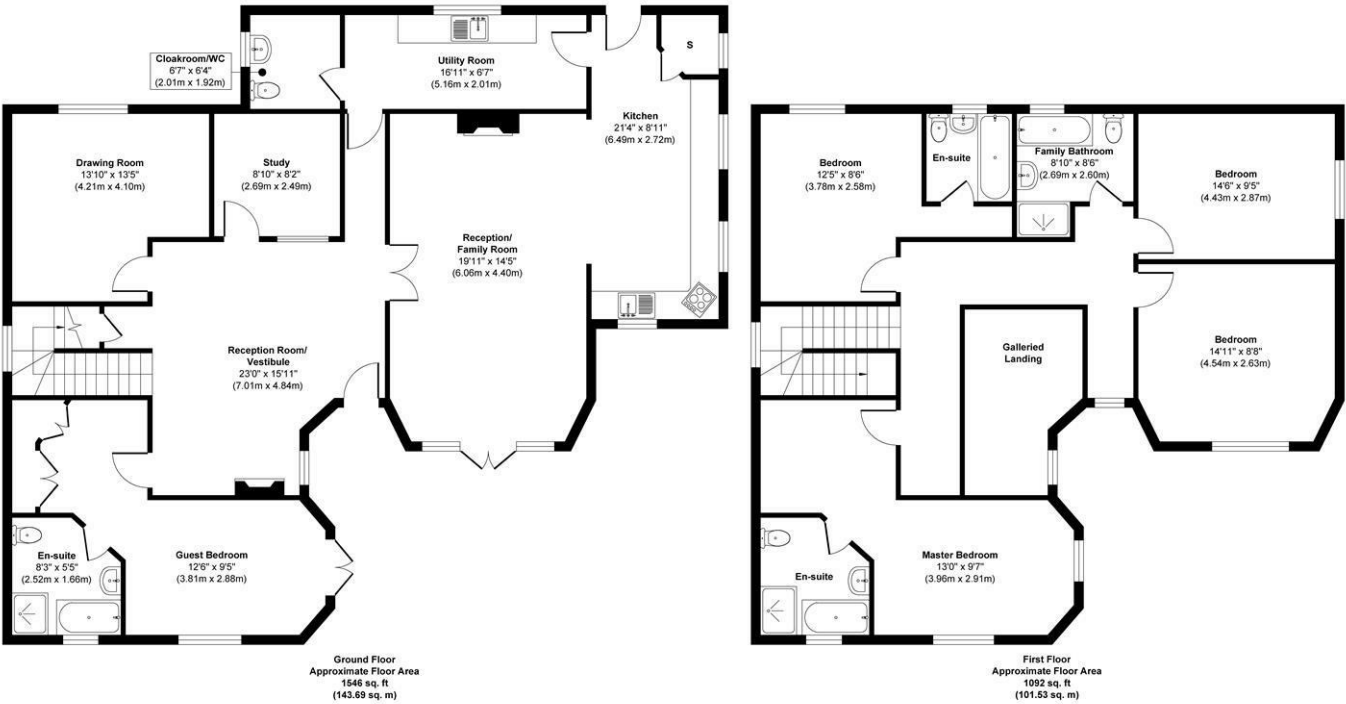 Cloakroom/WC
6'7" x 6'4"
(2.01m x 1.92m)
Utility Room
16'11" x 6'7"
(5.16m x 2.01m)
S
Kitchen
21'4" x 8'11"
(6.49m x 2.72m)
Drawing Room
13'10" x 13'5"
(4.21m x 4.10m)
Study
8'10" x 8'2"
(2.69m x 2.49m)
Reception/
Family Room
19'11" x 14'5"
(6.06m x 4.40m)
Reception Room/
Vestibule
23'0" x 15'11"
(7.01m x 4.84m)
En-suite
8'3" x 5'5"
(2.52m x 1.66m)
Guest Bedroom
12'6" x 9'5"
(3.81m x 2.88m)
Ground Floor
Approximate Floor Area
1546 sq. ft
(143.69 sq. m)
Bedroom
12'5" x 8'6"
(3.78m x 2.58m)
En-suite
Family Bathroom
8'10" x 8'6"
(2.69m x 2.60m)
Bedroom
14'6" x 9'5"
(4.43m x 2.87m)
Bedroom
14'11" x 8'8"
(4.54m x 2.63m)
Galleried
Landing
En-suite
Master Bedroom
13'0" x 9'7"
(3.96m x 2.91m)
First Floor
Approximate Floor Area
1092 sq. ft
(101.53 sq. m)